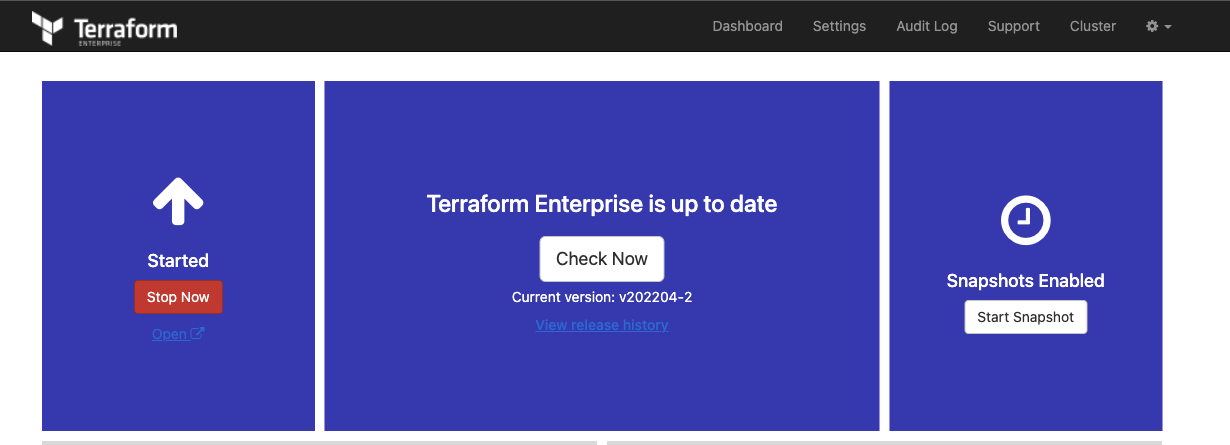 Terraform
ENTERPRISE
Dashboard Settings Audit Log Support Cluster
Started
Stop Now
Open
Terraform Enterprise is up to date
Check Now
Current version: v202204-2
View release history
Snapshots Enabled
Start Snapshot